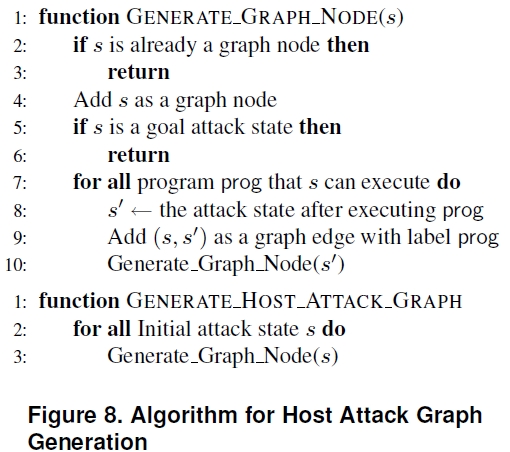 1: function GENERATE_GRAPH_NODE(s)
2: if s is already a graph node then
3: return
4: Add s as a graph node
5: if s is a goal attack state then
6: return
7: for all program prog that s can execute do
8: s′ ← the attack state after executing prog
9: Add (s, s′) as a graph edge with label prog
10: Generate_Graph_Node(s′)
1: function GENERATE_HOST_ATTACK_GRAPH
2: for all Initial attack state s do
3: Generate_Graph_Node(s)
Figure 8. Algorithm for Host Attack Graph
Generation